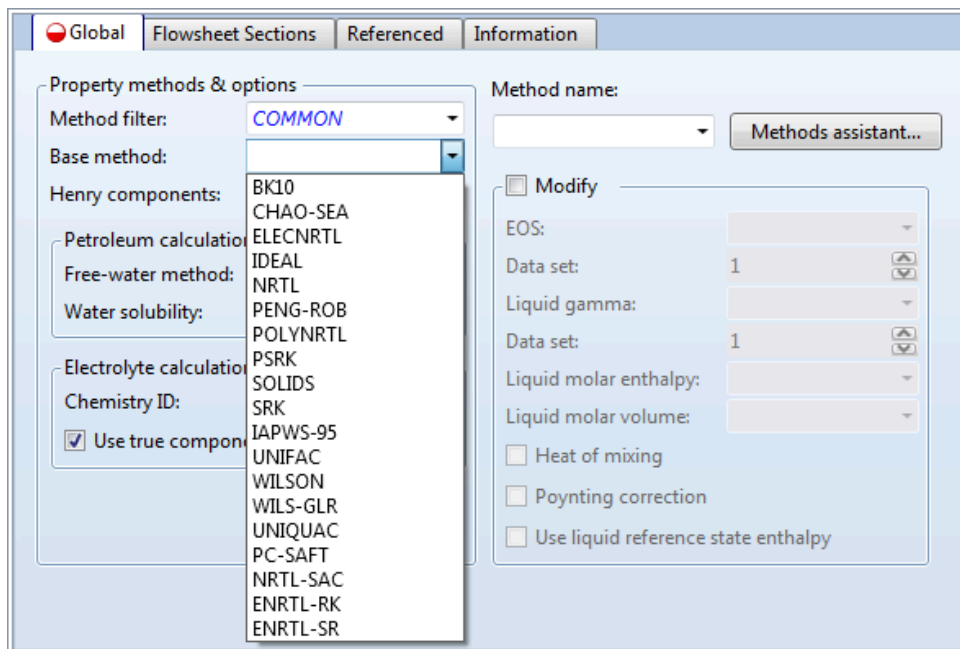 Global Flowsheet Sections Referenced Information
Property methods & options
Method filter: COMMON
Base method:
Henry components:
Petroleum calculation
Free-water method:
Water solubility:
Electrolyte calculation
Chemistry ID:
Use true compone
BK10
CHAO-SEA
ELECNRTL
IDEAL
NRTL
PENG-ROB
POLYNRTL
PSRK
SOLIDS
SRK
IAPWS-95
UNIFAC
WILSON
WILS-GLR
UNIQUAC
PC-SAFT
NRTL-SAC
ENRTL-RK
ENRTL-SR
Method name:
Methods assistant...
Modify
EOS:
Data set: 1
Liquid gamma:
Data set: 1
Liquid molar enthalpy:
Liquid molar volume:
Heat of mixing
Poynting correction
Use liquid reference state enthalpy